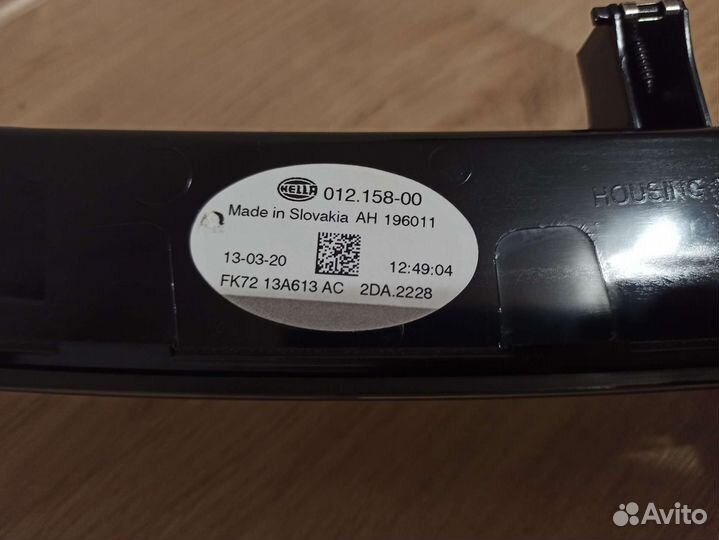 HELLA 012.158-00
Made in Slovakia AH 196011
13-03-20 12:49:04
FK72 13A613 AC 2DA.2228
HOUSING
Avito